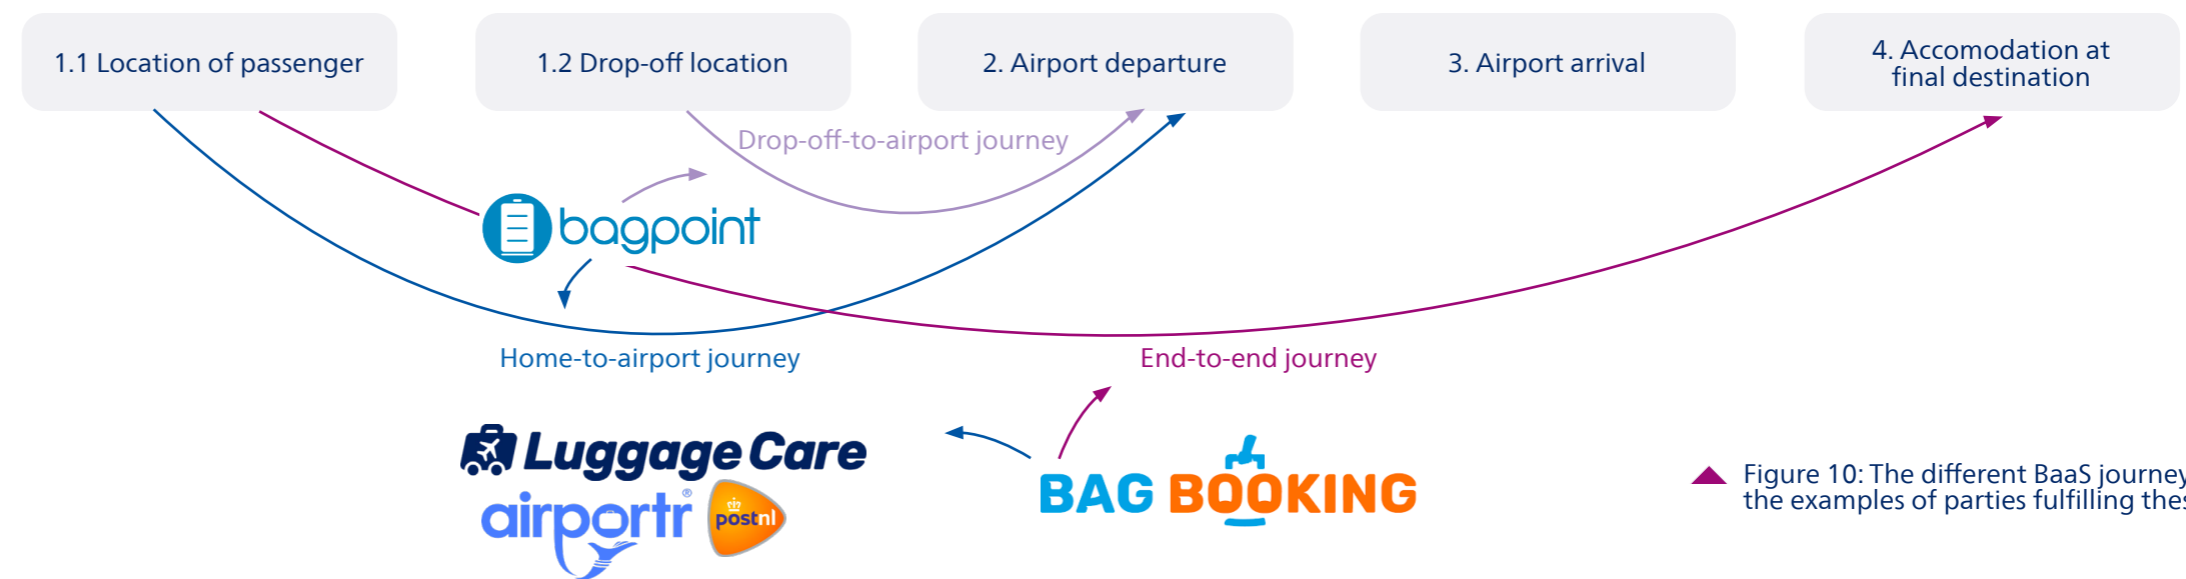 1.1 Location of passenger
1.2 Drop-off location
2. Airport departure
3. Airport arrival
4. Accomodation at
final destination
Drop-off-to-airport journey
bagpoint
Home-to-airport journey
End-to-end journey
Luggage Care
airportr®
postnl
BAG BOOKING
Figure 10: The different BaaS journey
the examples of parties fulfilling thes